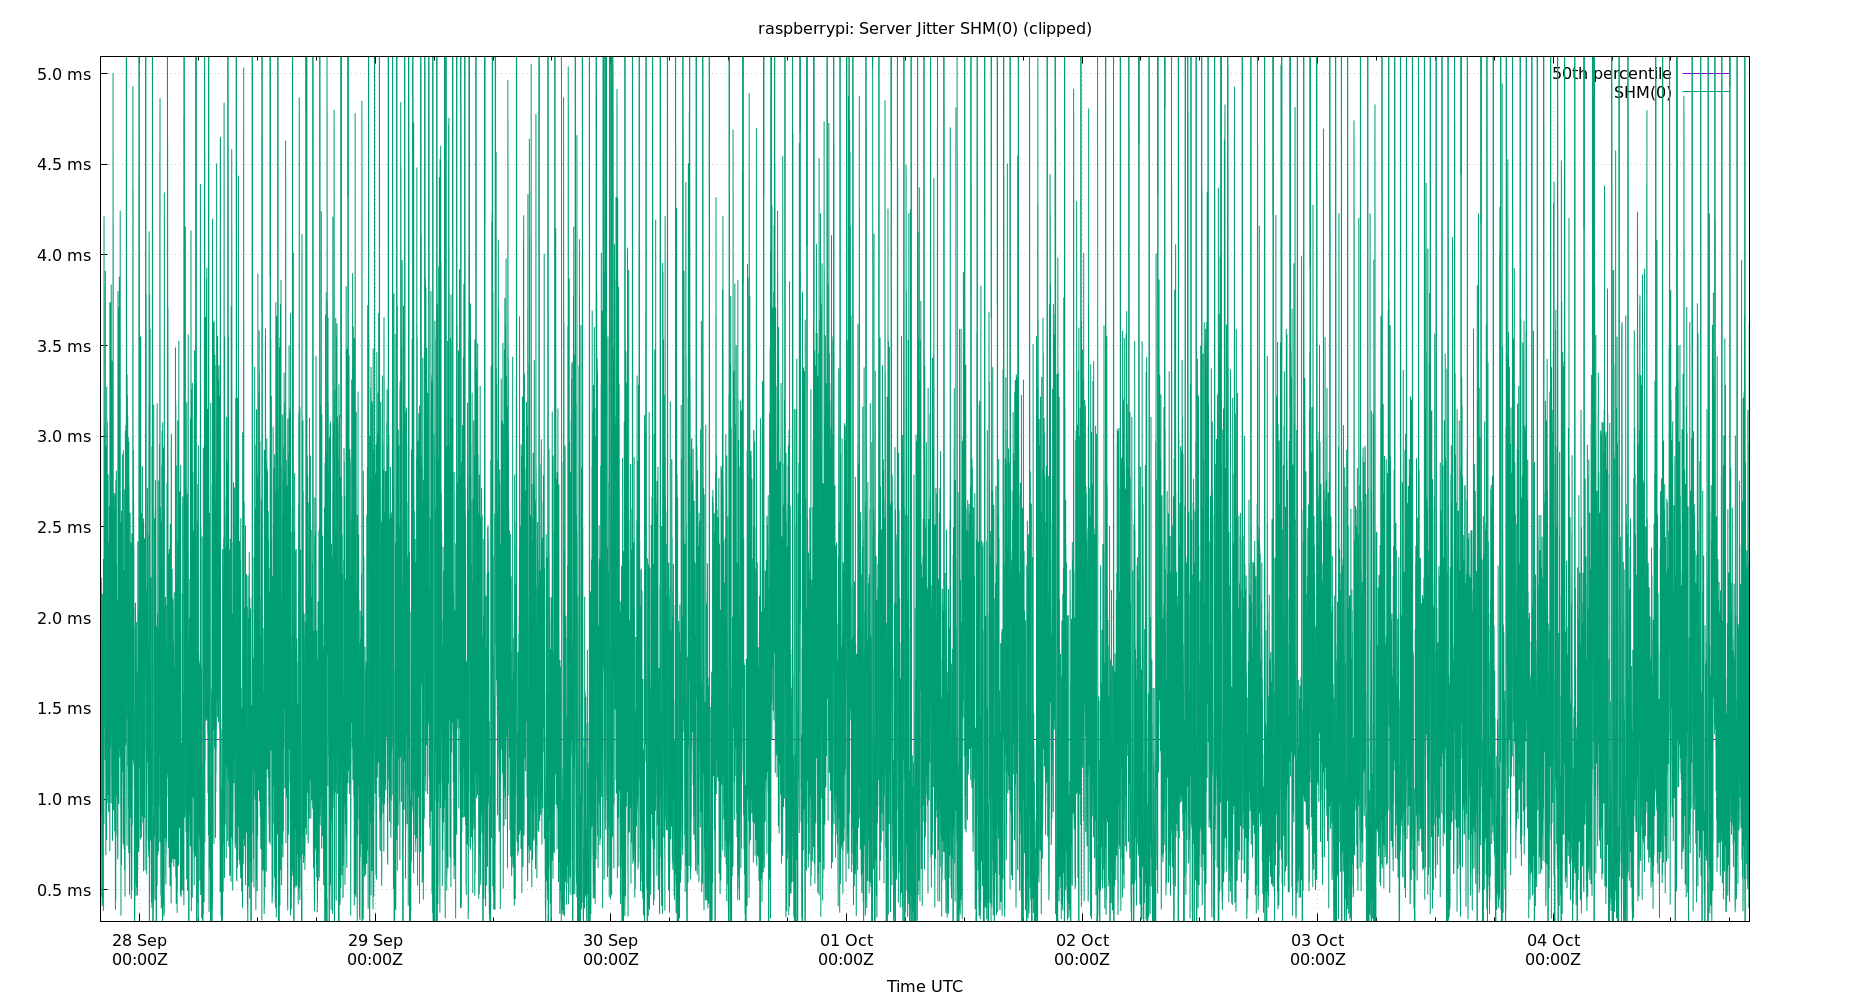 raspberrypi: Server Jitter SHM(0) (clipped)
5.0 ms
50th percentile
SHM(0)
4.5 ms
4.0 ms
3.5 ms
3.0 ms
2.5 ms
2.0 ms
1.5 ms
1.0 ms
0.5 ms
28 Sep 29 Sep 30 Sep 01 Oct 02 Oct 03 Oct 04 Oct
00:00Z 00:00Z 00:00Z 00:00Z 00:00Z 00:00Z 00:00Z
Time UTC